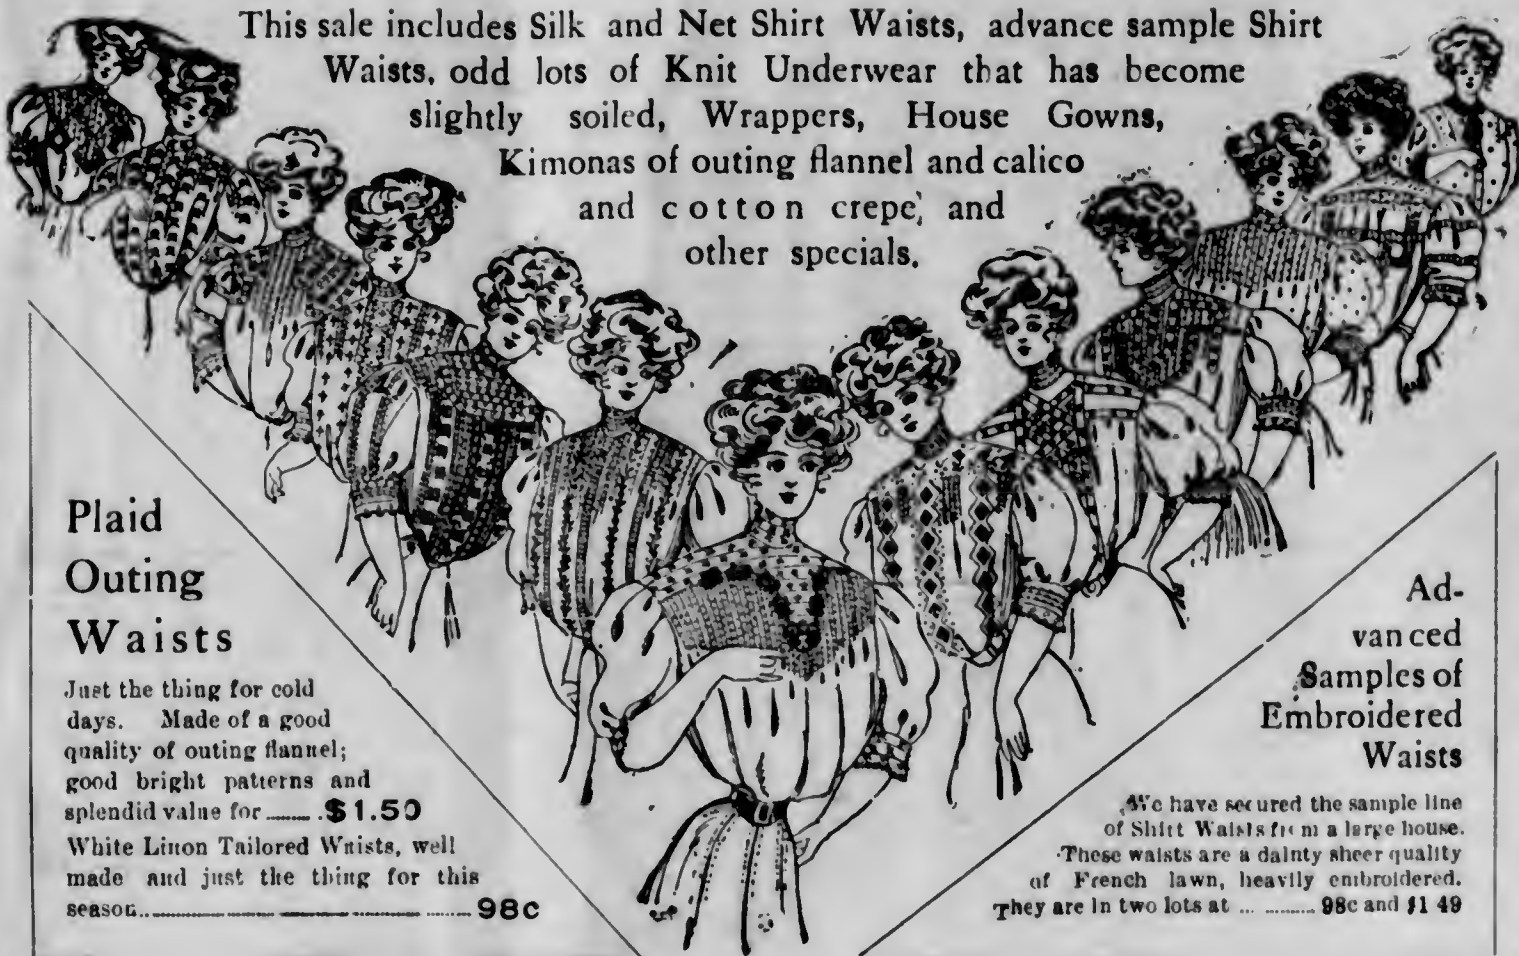 This sale includes Silk and Net Shirt Waists, advance sample Shirt
Waists, odd lots of Knit Underwear that has become
slightly soiled, Wrappers, House Gowns,
Kimonas of outing flannel and calico
and cotton crepe, and
other specials.
Plaid
Outing
Waists
Just the thing for cold
days. Made of a good
quality of outing flannel;
good bright patterns and
splendid value for ....... $1.50
White Linon Tailored Waists, well
made and just the thing for this
season.................................................. 98c
Ad-
vanced
Samples of
Embroidered
Waists
We have secured the sample line
of Shirt Waists from a large house.
These waists are a dainty sheer quality
of French lawn, heavily embroidered.
They are in two lots at ............ 98c and $1 49